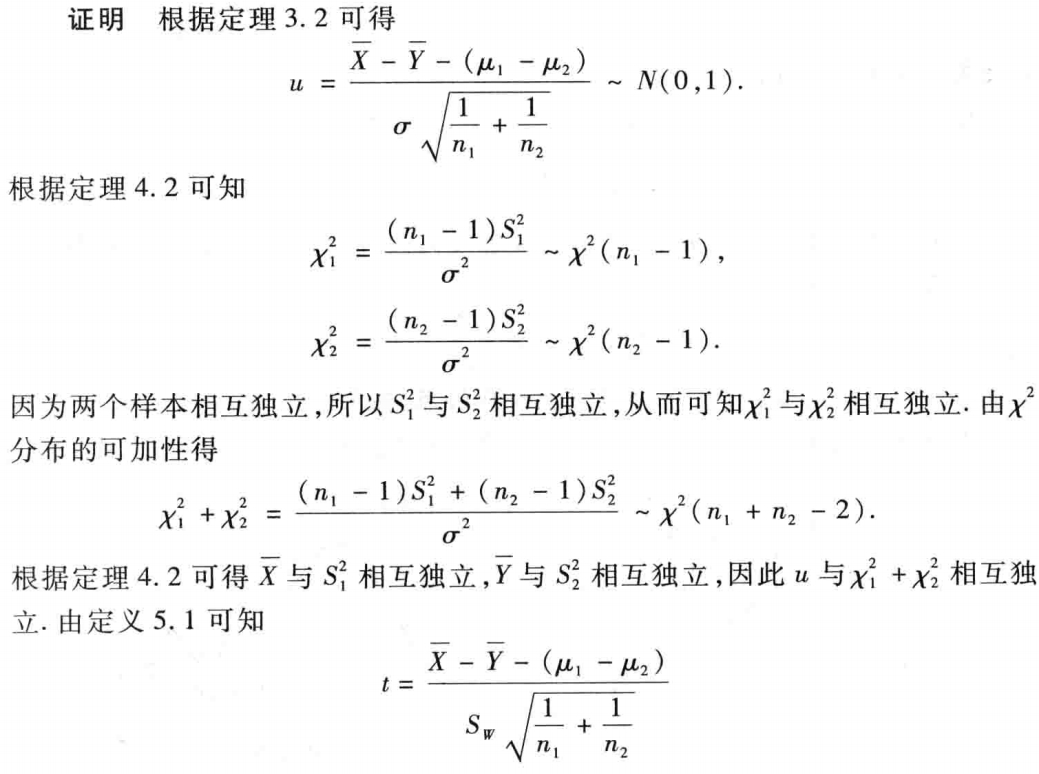 证明 根据定理 3.2 可得
$$u = \frac{\overline{X} - \overline{Y} - (\mu_1 - \mu_2)}{\sigma \sqrt{\frac{1}{n_1} + \frac{1}{n_2}}} \sim N(0,1).$$
根据定理 4.2 可知
$$\chi_1^2 = \frac{(n_1 - 1)S_1^2}{\sigma^2} \sim \chi^2(n_1 - 1),$$
$$\chi_2^2 = \frac{(n_2 - 1)S_2^2}{\sigma^2} \sim \chi^2(n_2 - 1).$$
因为两个样本相互独立,所以 $S_1^2$ 与 $S_2^2$ 相互独立,从而可知$\chi_1^2$ 与$\chi_2^2$ 相互独立. 由$\chi^2$
分布的可加性得
$$\chi_1^2 + \chi_2^2 = \frac{(n_1 - 1)S_1^2 + (n_2 - 1)S_2^2}{\sigma^2} \sim \chi^2(n_1 + n_2 - 2).$$
根据定理 4.2 可得 $\overline{X}$ 与 $S_1^2$ 相互独立,$\overline{Y}$ 与 $S_2^2$ 相互独立,因此 $u$ 与$\chi_1^2 + \chi_2^2$ 相互独
立. 由定义 5.1 可知
$$t = \frac{\overline{X} - \overline{Y} - (\mu_1 - \mu_2)}{S_W \sqrt{\frac{1}{n_1} + \frac{1}{n_2}}}$$